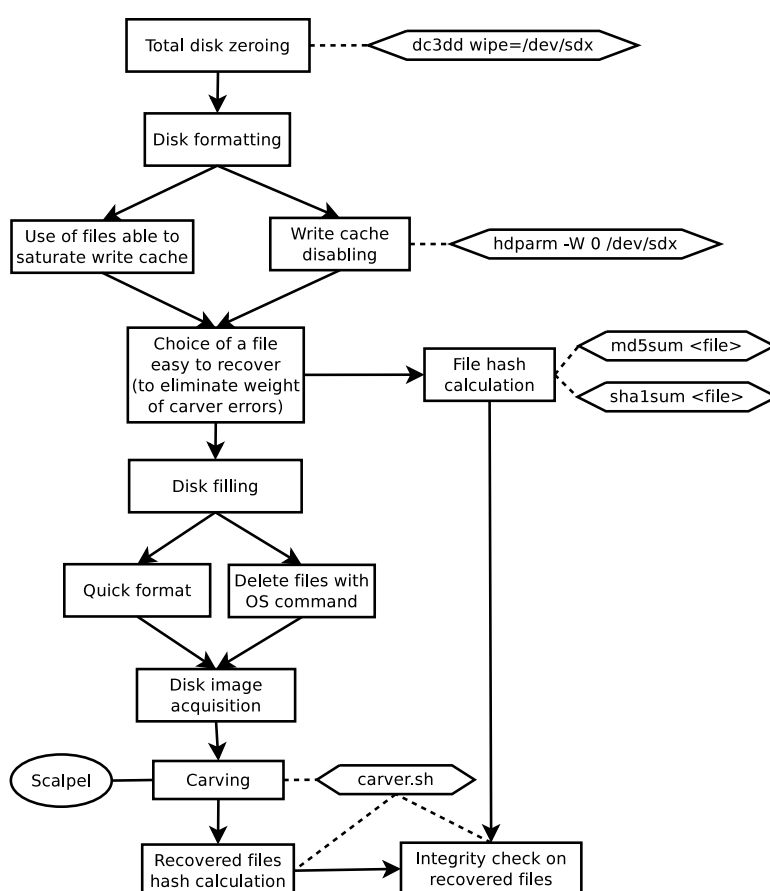 Total disk zeroing
dc3dd wipe=/dev/sdx
Disk formatting
Use of files able to
saturate write cache
Write cache
disabling
hdparm -W 0 /dev/sdx
Choice of a file
easy to recover
(to eliminate weight
of carver errors)
File hash
calculation
md5sum <file>
sha1sum <file>
Disk filling
Quick format
Delete files with
OS command
Disk image
acquisition
Scalpel
Carving
carver.sh
Recovered files
hash calculation
Integrity check on
recovered files